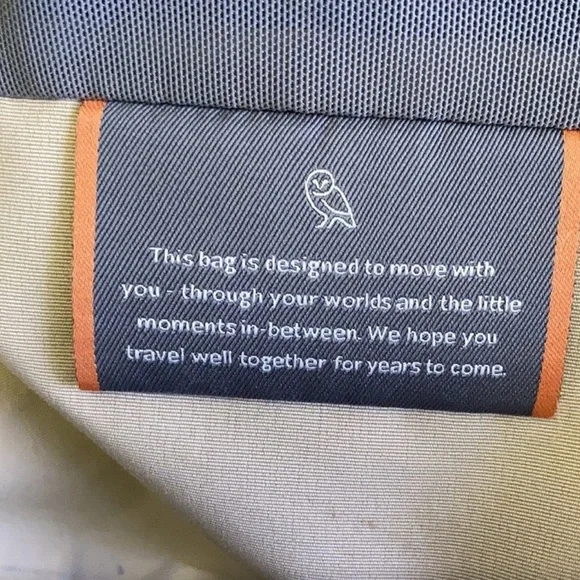 This bag is designed to move with
you - through your worlds and the little
moments in-between. We hope you
travel well together for years to come.